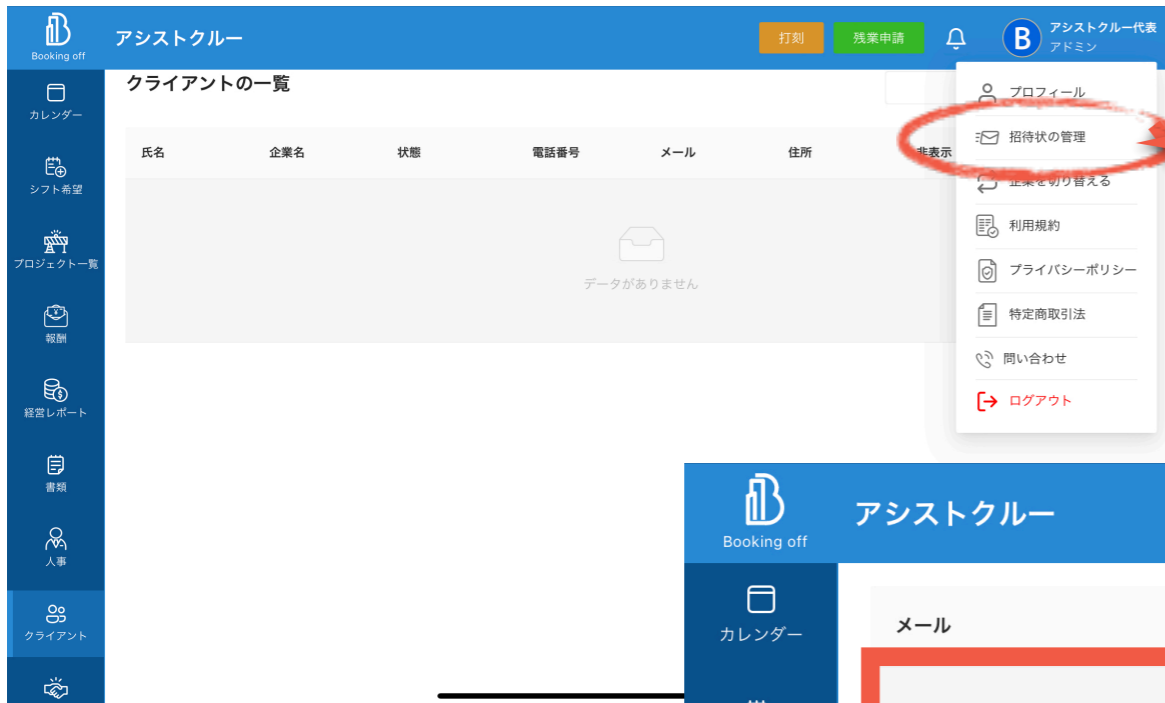 Booking off
アシストクルー
打刻
残業申請
B
アシストクルー代表
アドミン
カレンダー
シフト希望
プロジェクト一覧
報酬
経営レポート
書類
人事
クライアント
クライアントの一覧
氏名 企業名 状態 電話番号 メール 住所 非表示
データがありません
プロフィール
招待状の管理
企業を切り替える
利用規約
プライバシーポリシー
特定商取引法
問い合わせ
ログアウト
Booking off
アシストクルー
カレンダー
メール